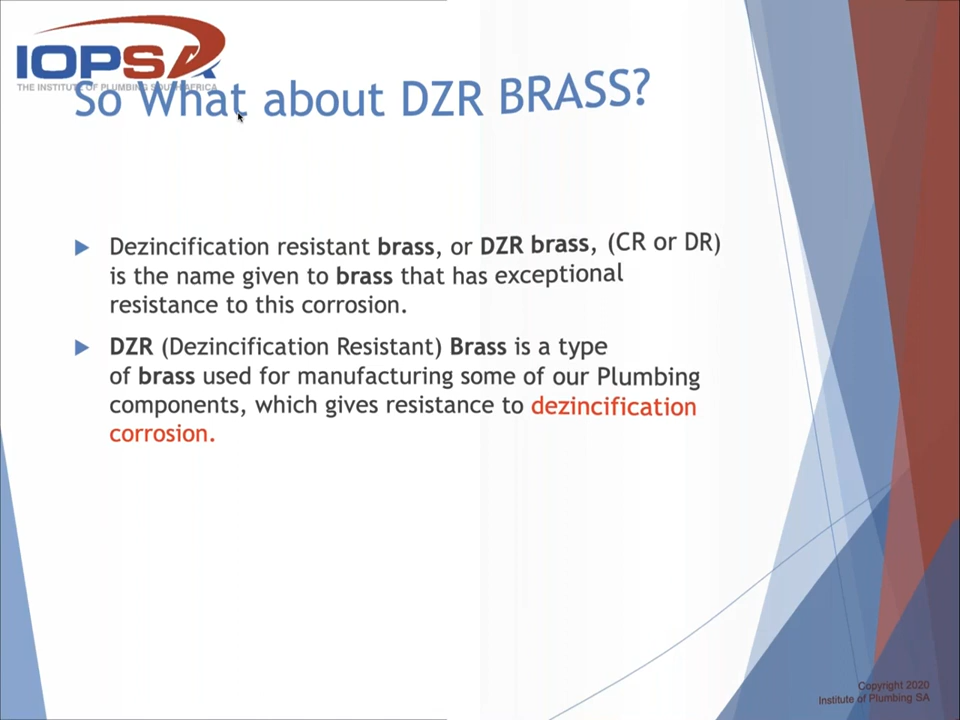 IOPSA
THE INSTITUTE OF PLUMBING SOUTH AFRICA
So What about DZR BRASS?
Dezincification resistant brass, or DZR brass, (CR or DR)
is the name given to brass that has exceptional
resistance to this corrosion.
DZR (Dezincification Resistant) Brass is a type
of brass used for manufacturing some of our Plumbing
components, which gives resistance to dezincification
corrosion.
Copyright 2020
Institute of Plumbing SA